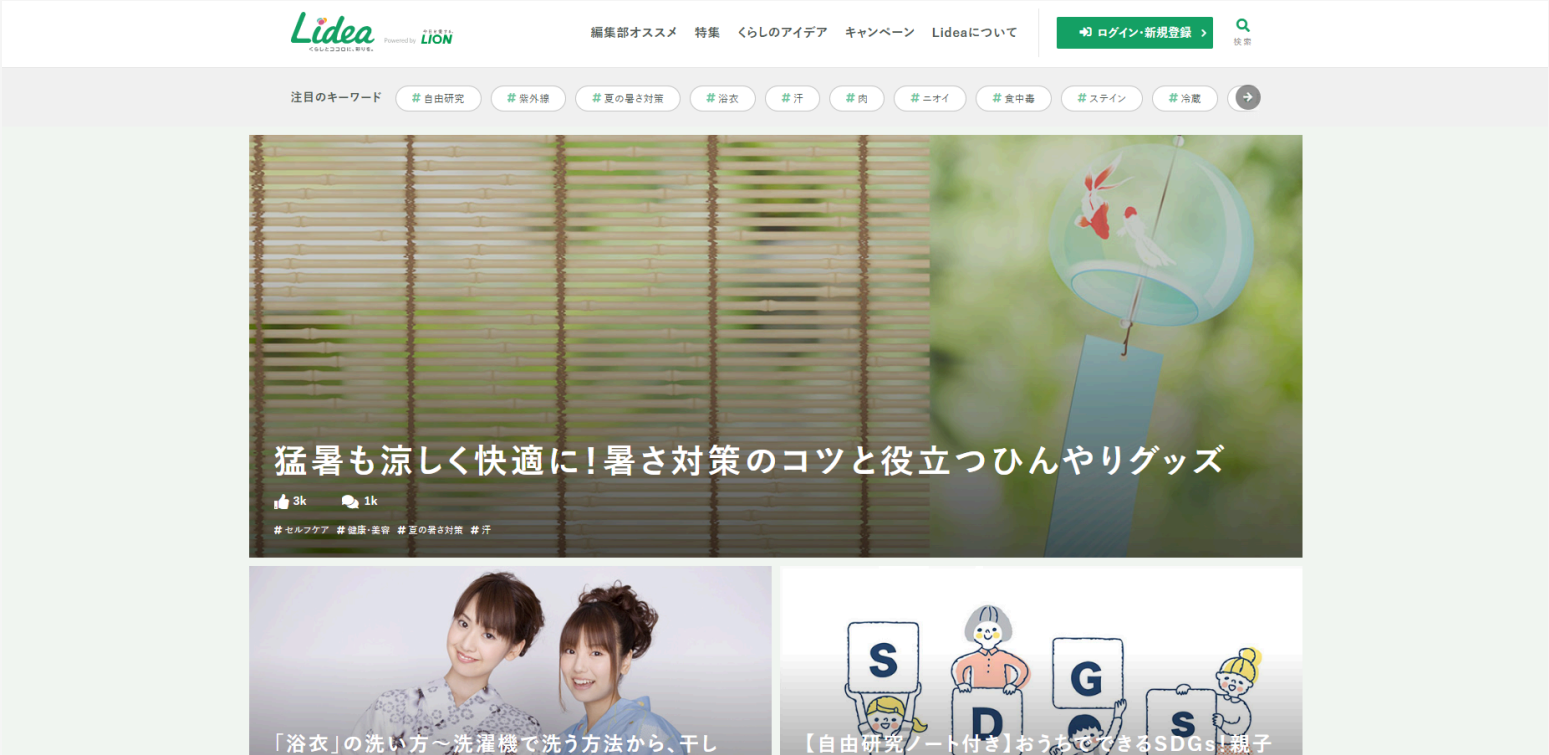 Lidea
くらしとココロに、彩りを。
Powered by
今日を愛する。
LION
編集部オススメ 特集 くらしのアイデア キャンペーン Lideaについて
ログイン・新規登録
検索
注目のキーワード #自由研究 #紫外線 #夏の暑さ対策 #浴衣 #汗 #肉 #ニオイ #食中毒 #ステイン #冷蔵
猛暑も涼しく快適に!暑さ対策のコツと役立つひんやりグッズ
3k 1k
#セルフケア #健康・美容 #夏の暑さ対策 #汗
S
G
D
s
「浴衣」の洗い方~洗濯機で洗う方法から、干し
【自由研究ノート付き】おうちでできるSDGs!親子